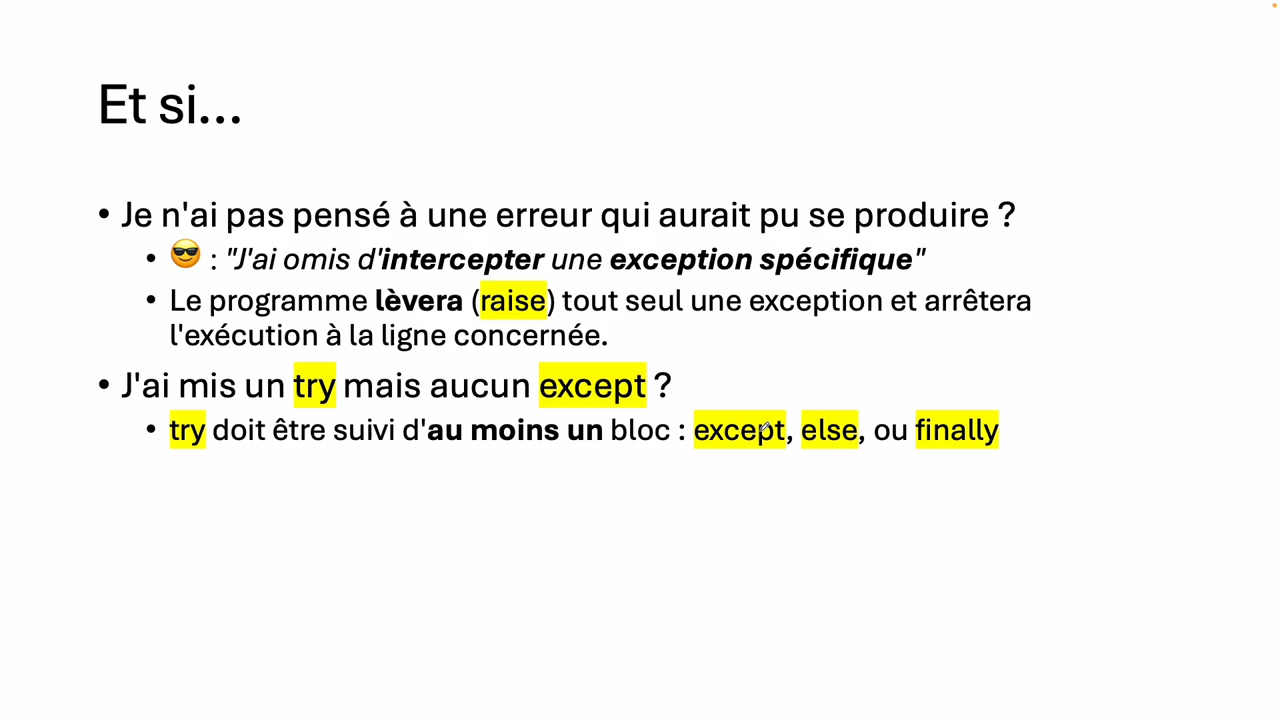 Et si...
• Je n'ai pas pensé à une erreur qui aurait pu se produire ?
• 😎 : "J'ai omis d'intercepter une exception spécifique"
• Le programme lèvera (raise) tout seul une exception et arrêtera
l'exécution à la ligne concernée.
• J'ai mis un try mais aucun except ?
• try doit être suivi d'au moins un bloc : except, else, ou finally